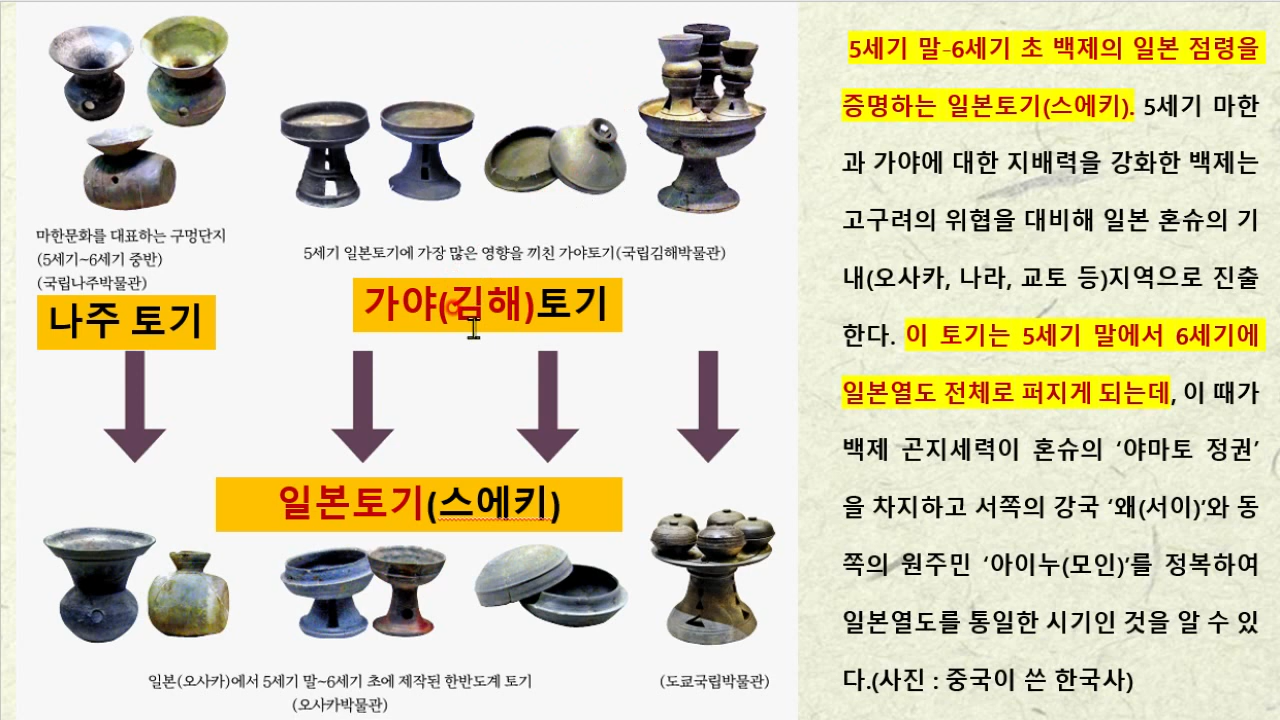 마한문화를 대표하는 구멍단지
(5세기~6세기 중반)
(국립나주박물관)
5세기 일본토기에 가장 많은 영향을 끼친 가야토기(국립김해박물관)
나주 토기
가야(김해)토기
일본토기(스에키)
일본(오사카)에서 5세기 말~6세기 초에 제작된 한반도계 토기
(오사카박물관)
(도쿄국립박물관)
5세기 말-6세기 초 백제의 일본 점령을
증명하는 일본토기(스에키). 5세기 마한
과 가야에 대한 지배력을 강화한 백제는
고구려의 위협을 대비해 일본 혼슈의 기
내(오사카, 나라, 교토 등)지역으로 진출
한다. 이 토기는 5세기 말에서 6세기에
일본열도 전체로 퍼지게 되는데, 이 때가
백제 곤지세력이 혼슈의 ‘야마토 정권’
을 차지하고 서쪽의 강국 ‘왜(서이)’와 동
쪽의 원주민 ‘아이누(모인)’를 정복하여
일본열도를 통일한 시기인 것을 알 수 있
다.(사진 : 중국이 쓴 한국사)